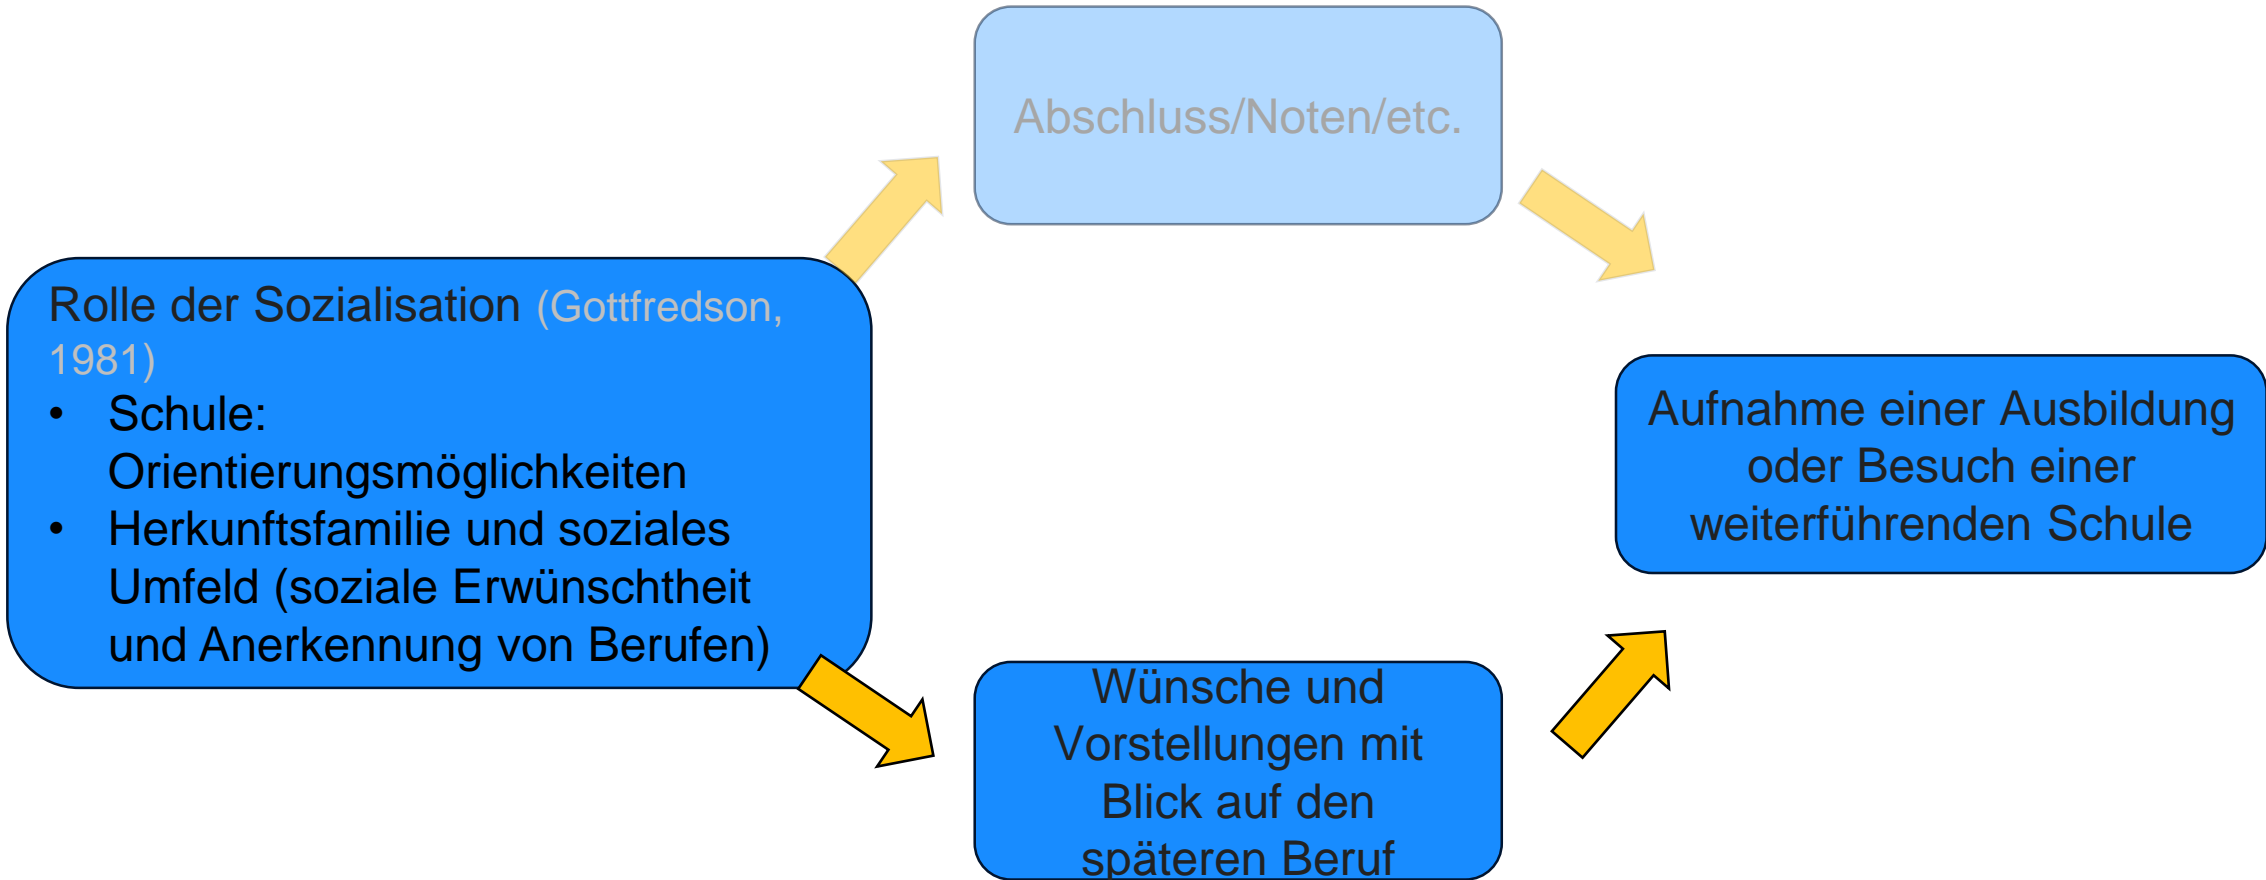 Abschluss/Noten/etc.
Rolle der Sozialisation (Gottfredson,
1981)
• Schule:
Orientierungsmöglichkeiten
• Herkunftsfamilie und soziales
Umfeld (soziale Erwünschtheit
und Anerkennung von Berufen)
Wünsche und
Vorstellungen mit
Blick auf den
späteren Beruf
Aufnahme einer Ausbildung
oder Besuch einer
weiterführenden Schule